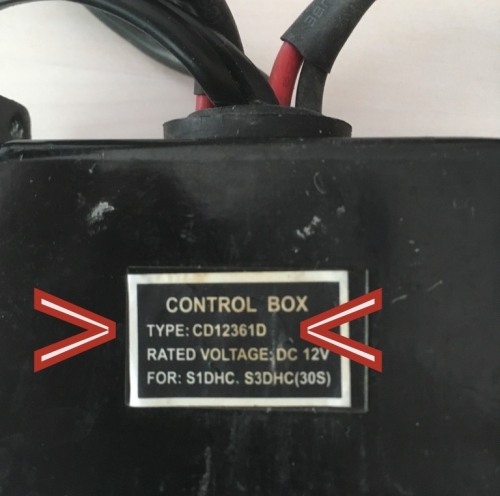 CONTROL BOX
TYPE: CD12361D
RATED VOLTAGE: DC 12V
FOR: S1DHC. S3DHC(30S)